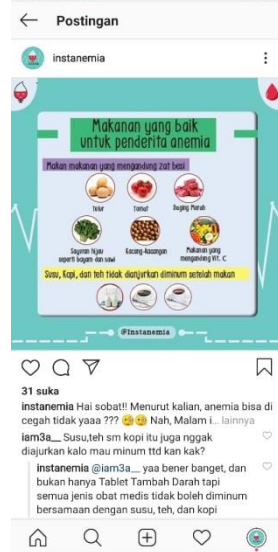 Postingan
instanemia
Makanan yang baik
untuk penderita anemia
Makan makanan yang mengandung zat besi
Telur
Tomat
Daging Merah
Sayuran hijau
seperti bayam dan sawi
Kacang-kacangan
Makanan yang
mengandung Vit. C
Susu, Kopi, dan teh tidak dianjurkan diminum setelah makan
@Instanemia
31 suka
instanemia Hai sobat!! Menurut kalian, anemia bisa di
cegah tidak yaaa ??? 🧐🧐 Nah, Malam i... lainnya
iam3a__ Susu,teh sm kopi itu juga nggak
diajurkan kalo mau minum ttd kan kak?
instanemia @iam3a__ yaa bener banget, dan
bukan hanya Tablet Tambah Darah tapi
semua jenis obat medis tidak boleh diminum
bersamaan dengan susu, teh, dan kopi